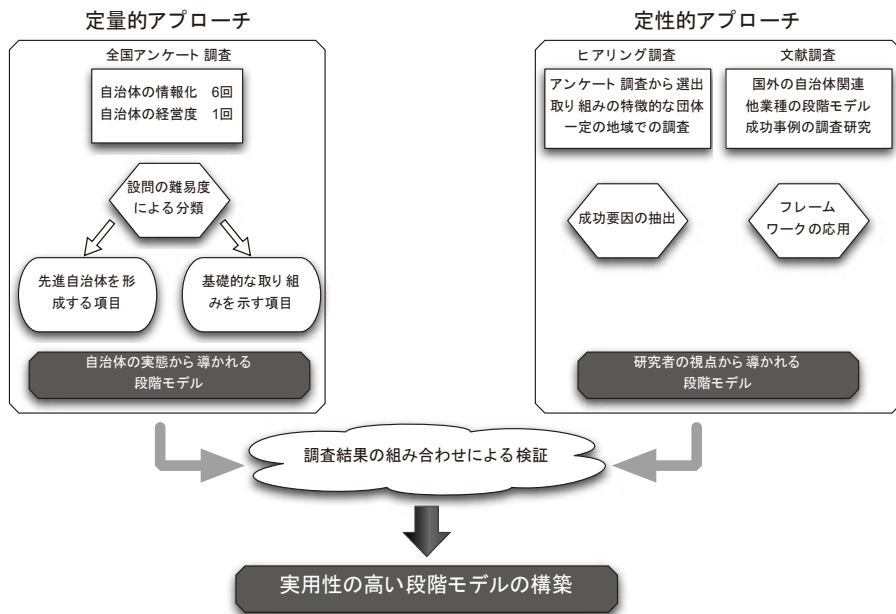 定量的アプローチ
全国アンケート調査
自治体の情報化　6回
自治体の経営度　1回
設問の難易度
による分類
先進自治体を形
成する項目
基礎的な取り組
みを示す項目
自治体の実態から導かれる
段階モデル
定性的アプローチ
ヒアリング調査
アンケート調査から選出
取り組みの特徴的な団体
一定の地域での調査
文献調査
国外の自治体関連
他業種の段階モデル
成功事例の調査研究
成功要因の抽出
フレーム
ワークの応用
研究者の視点から導かれる
段階モデル
調査結果の組み合わせによる検証
実用性の高い段階モデルの構築